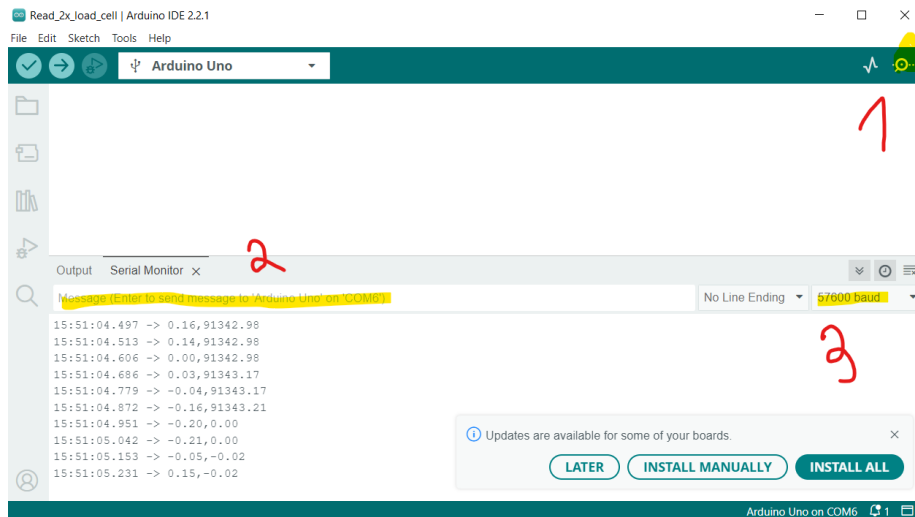 Read_2x_load_cell | Arduino IDE 2.2.1
File Edit Sketch Tools Help
Arduino Uno
1
2
Output Serial Monitor
Message (Enter to send message to 'Arduino Uno' on 'COM6')
No Line Ending
57600 baud
3
15:51:04.497 -> 0.16,91342.98
15:51:04.513 -> 0.14,91342.98
15:51:04.606 -> 0.00,91342.98
15:51:04.686 -> 0.03,91343.17
15:51:04.779 -> -0.04,91343.17
15:51:04.872 -> -0.16,91343.21
15:51:04.951 -> -0.20,0.00
15:51:05.042 -> -0.21,0.00
15:51:05.153 -> -0.05,-0.02
15:51:05.231 -> 0.15,-0.02
Updates are available for some of your boards.
LATER
INSTALL MANUALLY
INSTALL ALL
Arduino Uno on COM6 1